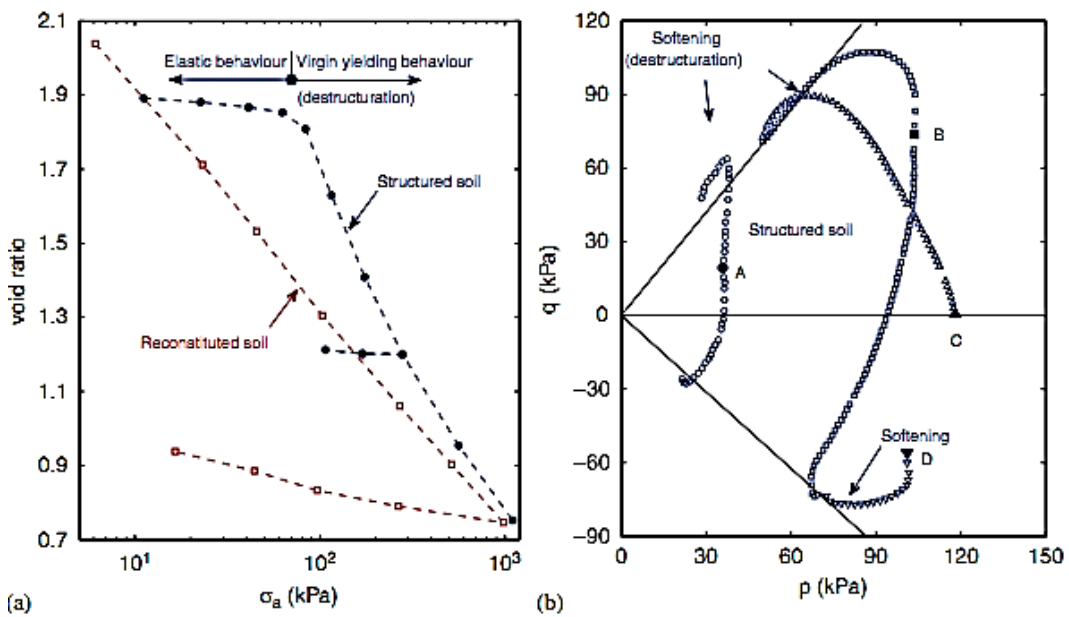 2.1
1.9
1.7
1.5
1.3
1.1
0.9
0.7
void ratio
Elastic behaviour
Virgin yielding behaviour
(destructuration)
Structured soil
Reconstituted soil
10¹
10²
10³
σₐ (kPa)
(a)
120
90
60
30
0
−30
−60
−90
q (kPa)
Softening
(destructuration)
B
Structured soil
A
C
Softening
D
0
30
60
90
120
150
p (kPa)
(b)